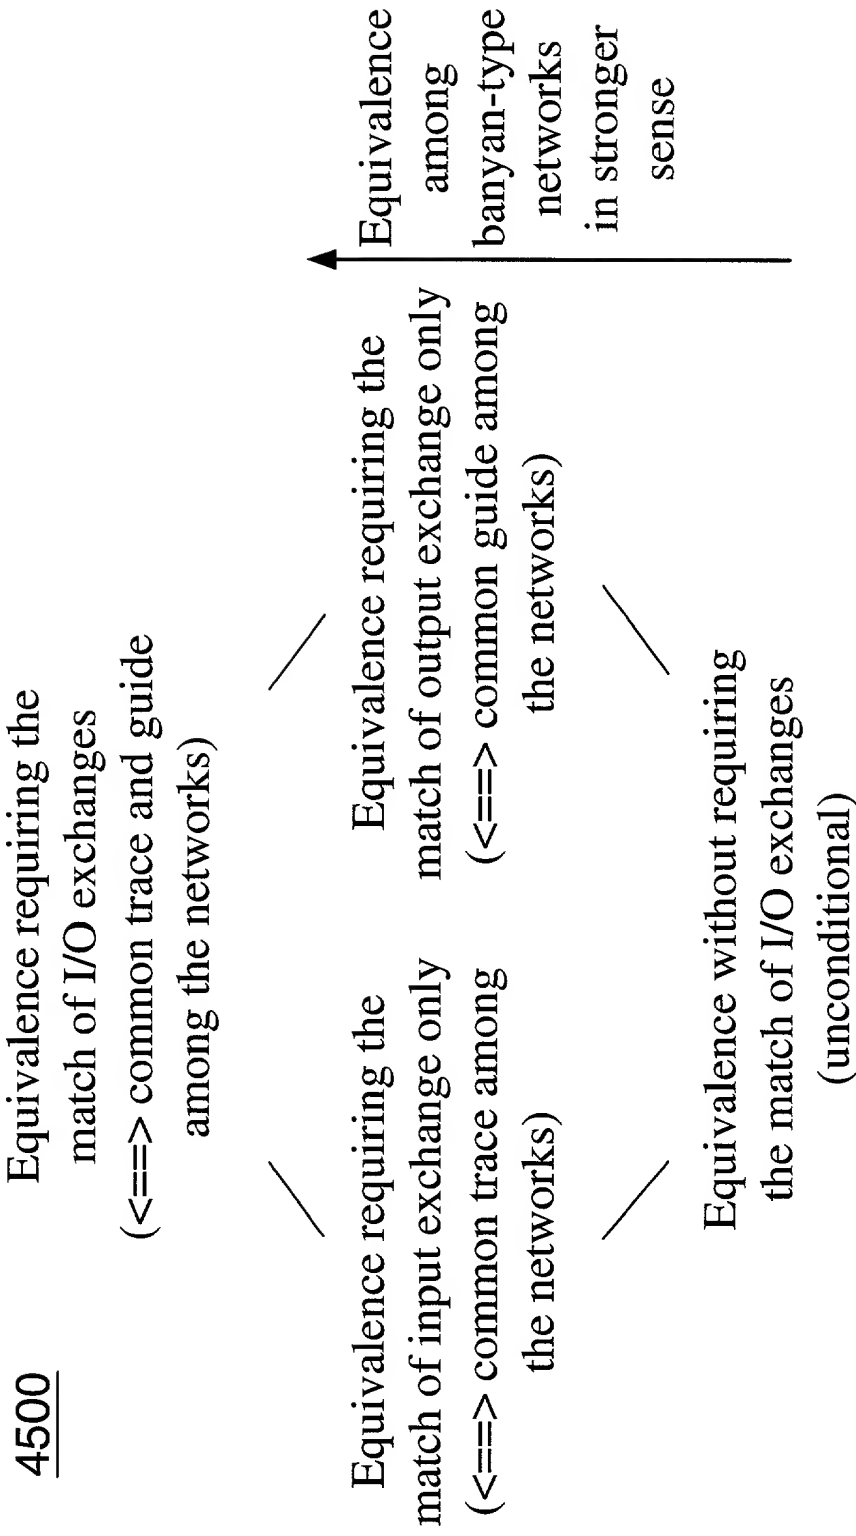 4500
Equivalence requiring the
match of I/O exchanges
(<==> common trace and guide
among the networks)
Equivalence requiring the
match of input exchange only
(<==> common trace among
the networks)
Equivalence requiring the
match of output exchange only
(<==> common guide among
the networks)
Equivalence
among
banyan-type
networks
in stronger
sense
Equivalence without requiring
the match of I/O exchanges
(unconditional)